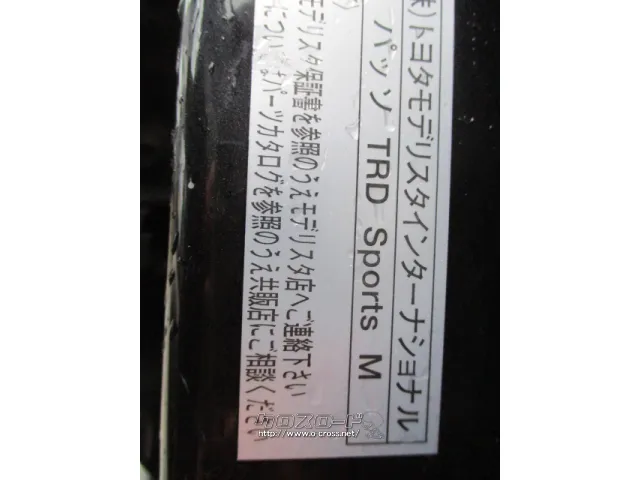 株)トヨタモデリスタインターナショナル
パッソ TRD Sports M
モデリスタ保証書を参照のうえモデリスタ店へご連絡下さい
についてはパーツカタログを参照のうえ共販店にご相談ください
クロスロード
http://www.o-cross.net/